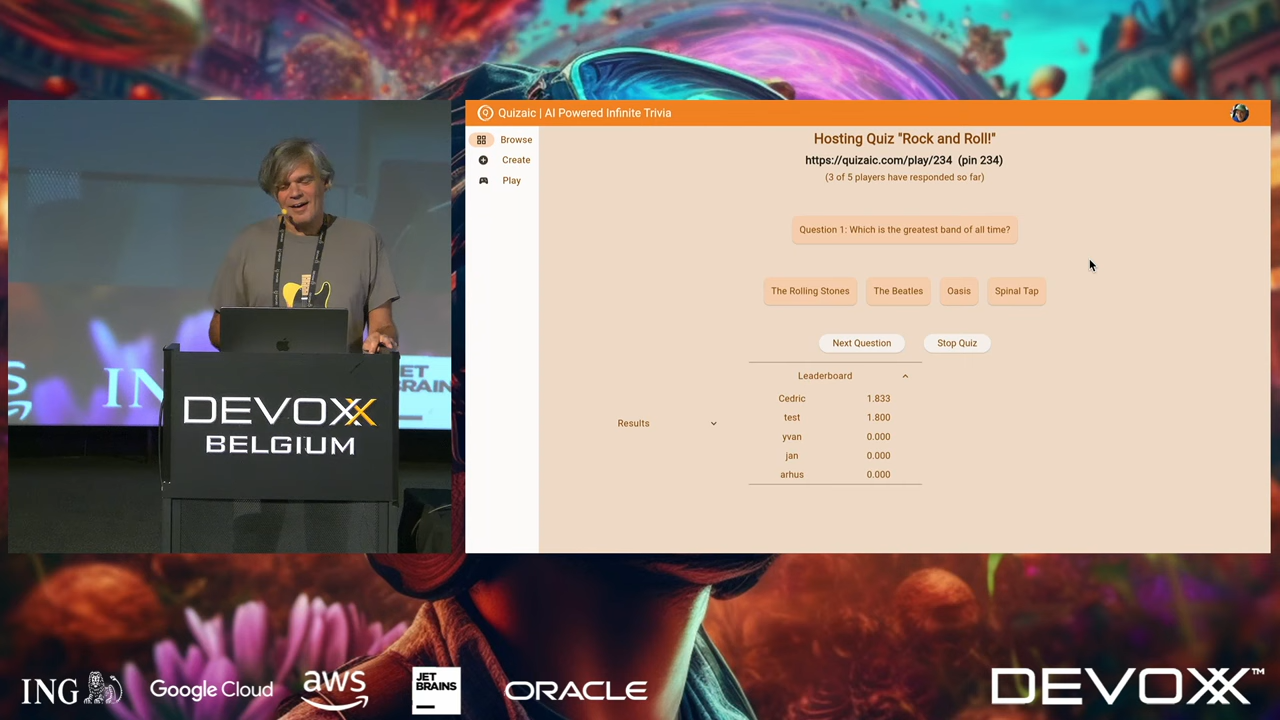 Quizaic | AI Powered Infinite Trivia
Browse
Create
Play
Hosting Quiz "Rock and Roll!"
https://quizaic.com/play/234 (pin 234)
(3 of 5 players have responded so far)
Question 1: Which is the greatest band of all time?
The Rolling Stones
The Beatles
Oasis
Spinal Tap
Next Question
Stop Quiz
Leaderboard
Cedric 1.833
test 1.800
yvan 0.000
jan 0.000
arhus 0.000
Results
S
IN
ET
BRAIN
DEVOXX
BELGIUM
ING
Google Cloud
aws
JET
BRAINS
ORACLE
DEVOXX™